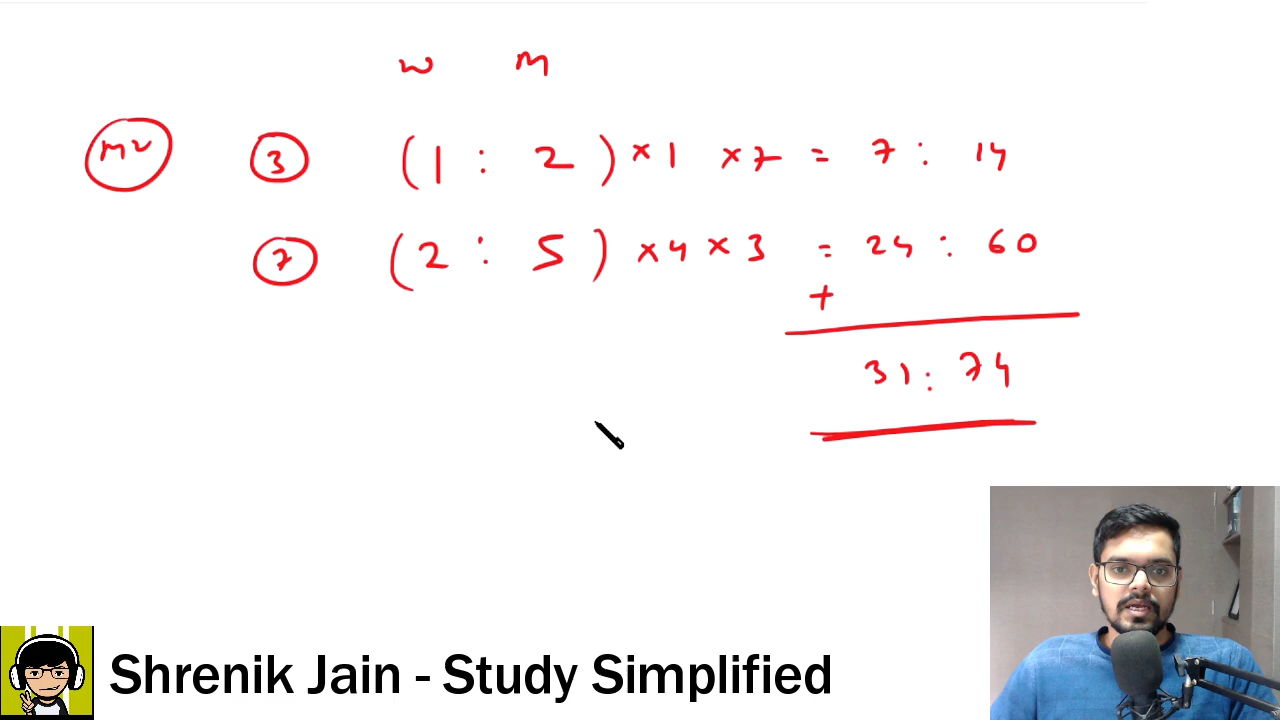 W M
M2 3 (1 : 2) × 1 × 7 = 7 : 14
7 (2 : 5) × 4 × 3 = 24 : 60
+
31 : 74
Shrenik Jain - Study Simplified